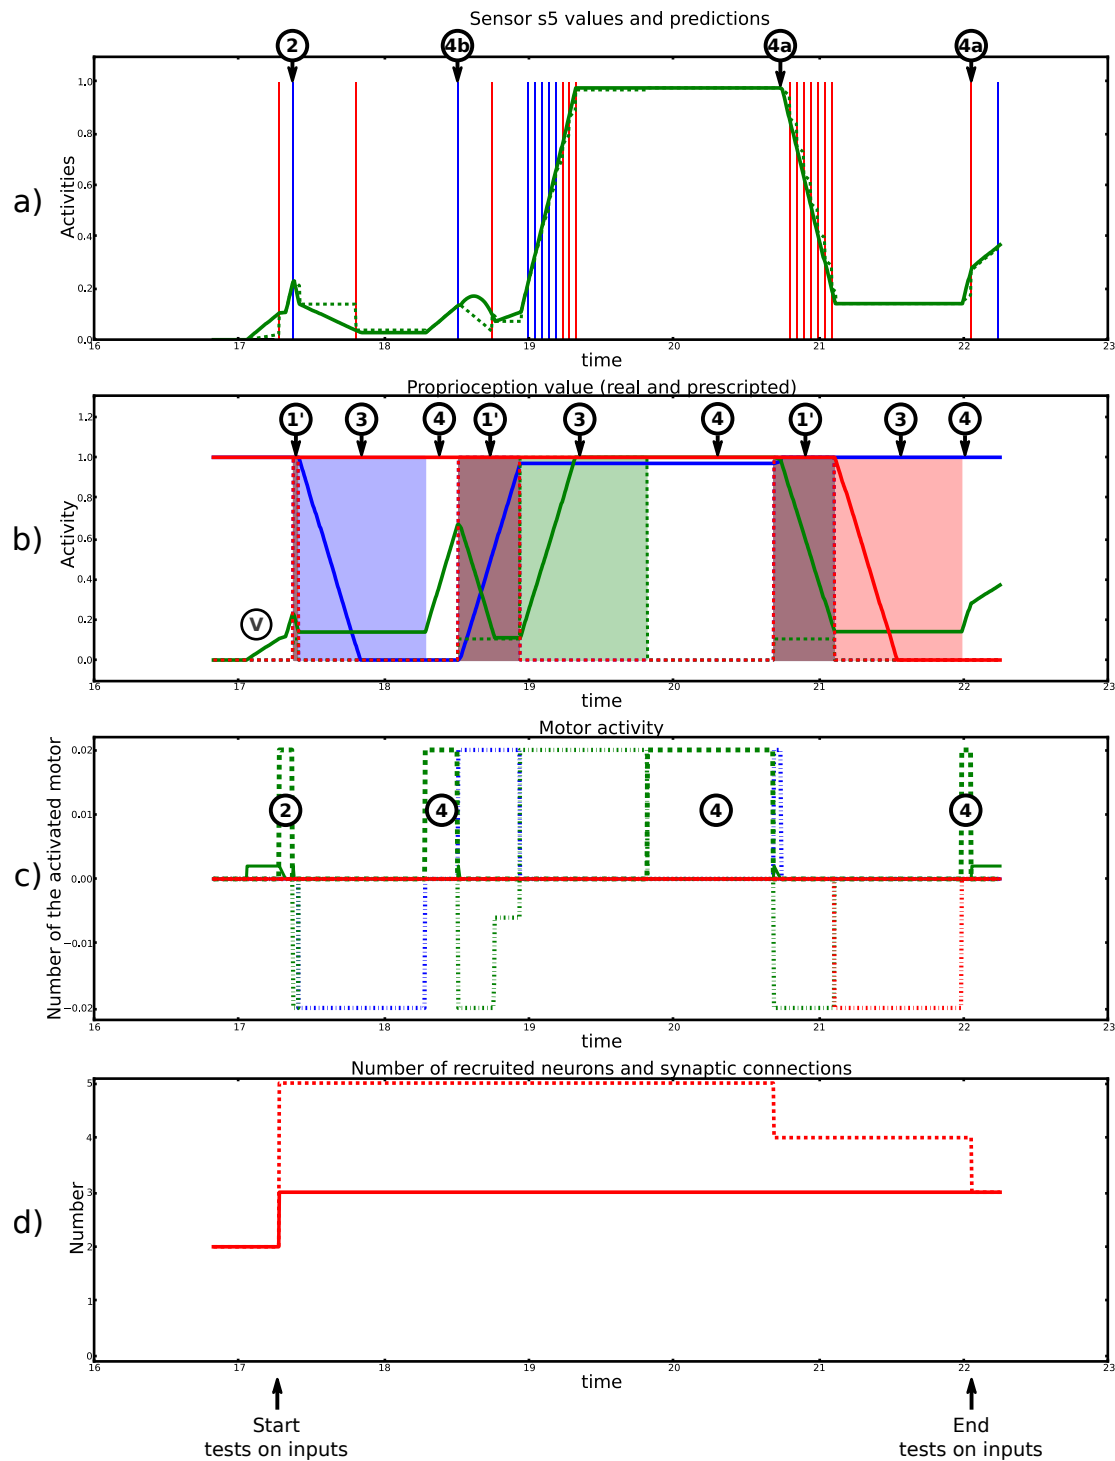 Sensor s5 values and predictions
2 4b 4a 4a
a)
Activities
1.0
0.8
0.6
0.4
0.2
0.0
16 17 18 19 20 21 22 23
time
Proprioception value (real and prescripted)
1' 3 4 1' 3 4 1' 3 4
b)
Activity
1.2
1.0
0.8
0.6
0.4
0.2
0.0
V
16 17 18 19 20 21 22 23
time
Motor activity
c)
Number of the activated motor
0.02
0.01
0.00
−0.01
−0.02
2 4 4 4
16 17 18 19 20 21 22 23
time
Number of recruited neurons and synaptic connections
d)
Number
5
4
3
2
1
0
16 17 18 19 20 21 22 23
time
Start
tests on inputs
End
tests on inputs